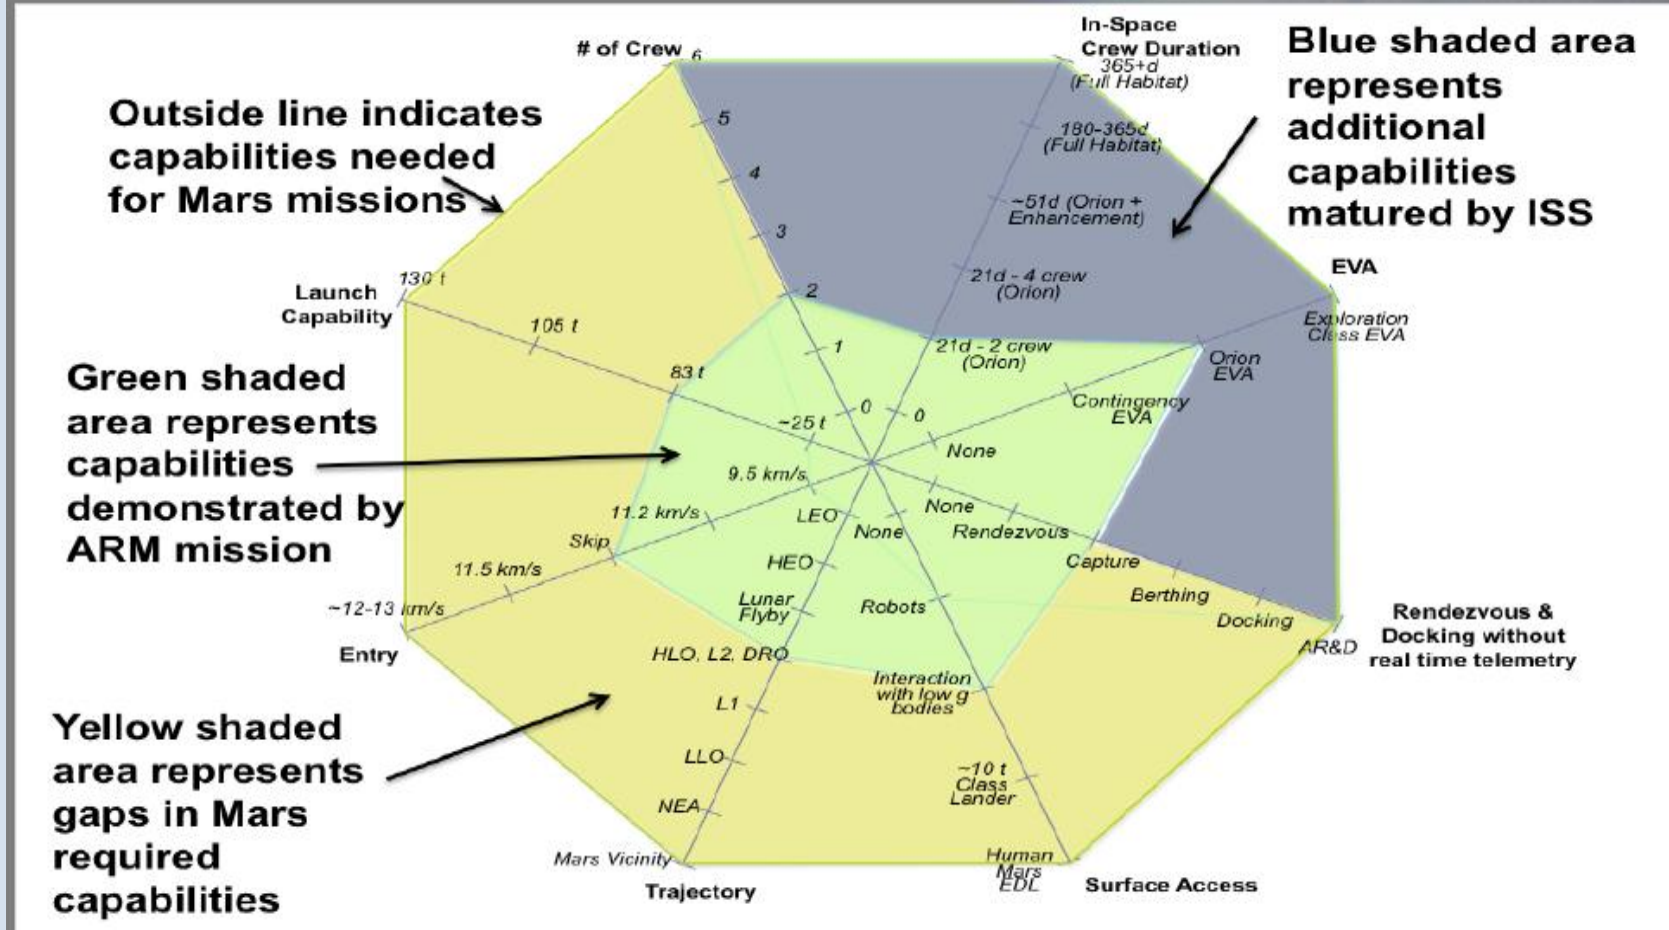 Outside line indicates
capabilities needed
for Mars missions
Green shaded
area represents
capabilities
demonstrated by
ARM mission
Yellow shaded
area represents
gaps in Mars
required
capabilities
Blue shaded area
represents
additional
capabilities
matured by ISS
# of Crew
6
5
4
3
2
1
0
In-Space
Crew Duration
365+d
(Full Habitat)
180-365d
(Full Habitat)
~51d (Orion +
Enhancement)
21d - 4 crew
(Orion)
21d - 2 crew
(Orion)
0
EVA
Exploration
Class EVA
Orion
EVA
Contingency
EVA
None
Rendezvous &
Docking without
real time telemetry
AR&D
Docking
Berthing
Capture
Rendezvous
None
Surface Access
Human
Mars
EDL
~10 t
Class
Lander
Interaction
with low g
bodies
Robots
None
Trajectory
Mars Vicinity
NEA
LLO
L1
HLO, L2, DRO
Lunar
Flyby
HEO
LEO
Entry
~12-13 km/s
11.5 km/s
Skip
11.2 km/s
9.5 km/s
Launch
Capability
130 t
105 t
83 t
~25 t